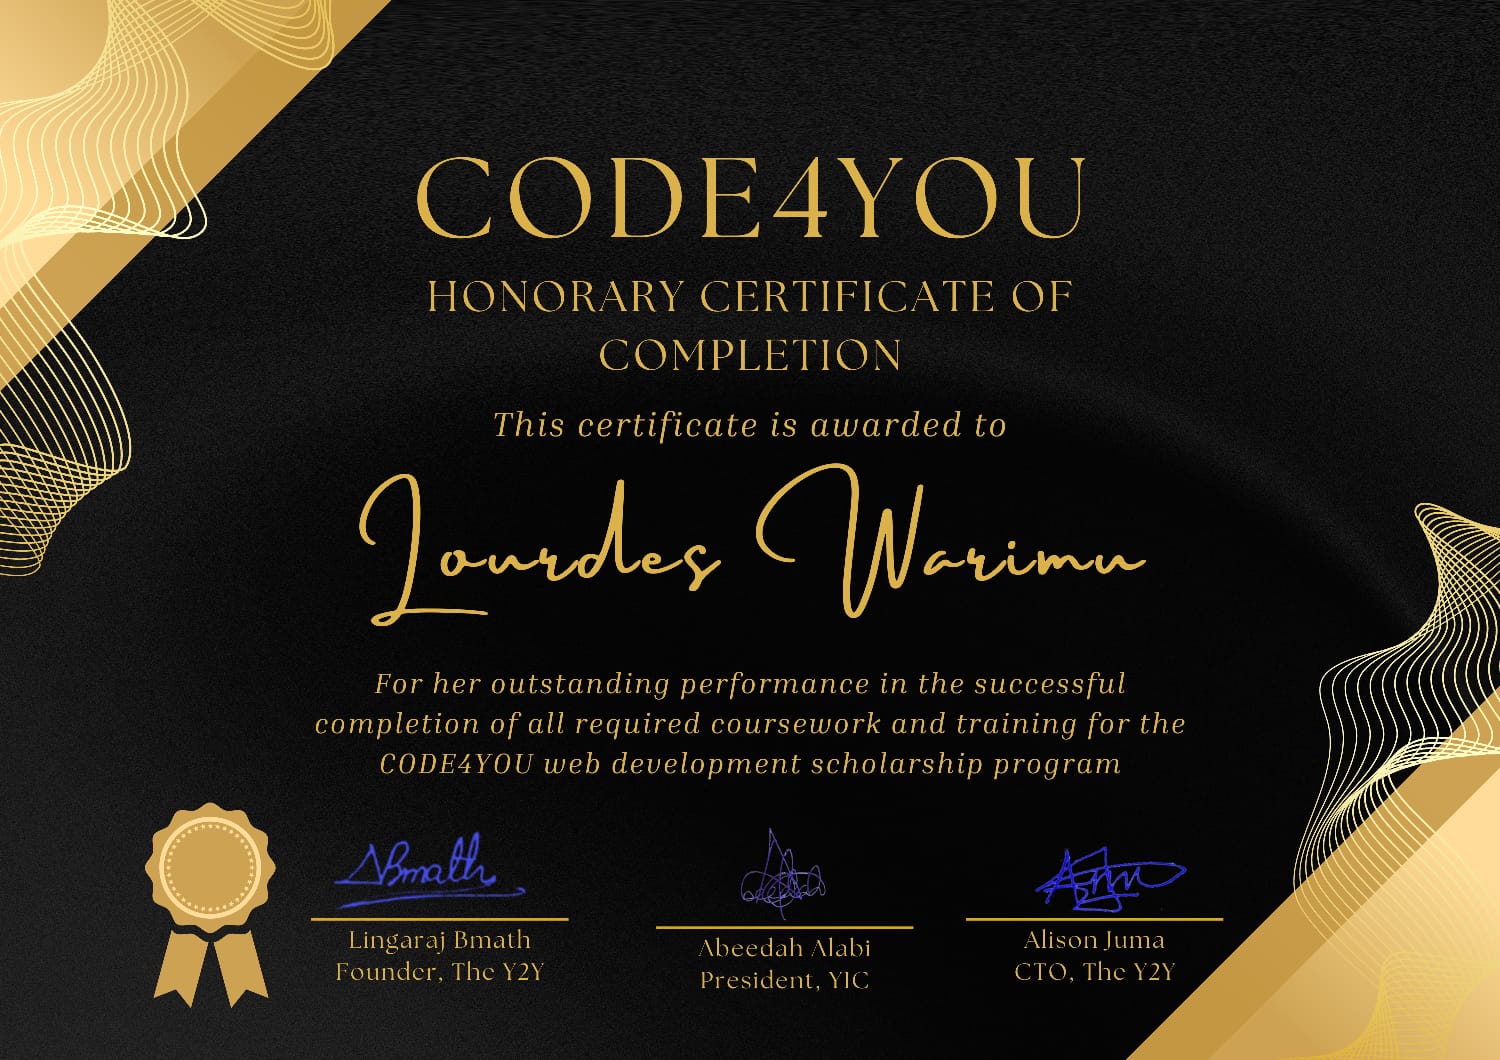 CODE4YOU
HONORARY CERTIFICATE OF
COMPLETION
This certificate is awarded to
Lourdes Warimu
For her outstanding performance in the successful
completion of all required coursework and training for the
CODE4YOU web development scholarship program
Bmath
Lingaraj Bmath
Founder, The Y2Y
Abeedah Alabi
President, YIC
Alison Juma
CTO, The Y2Y